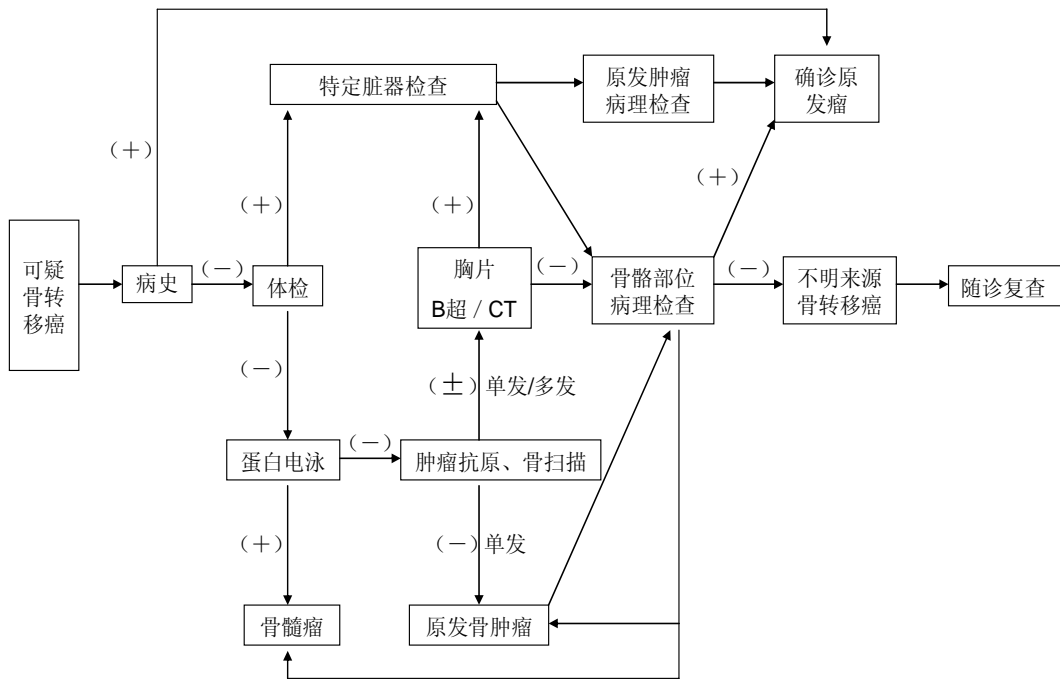 特定脏器检查
原发肿瘤
病理检查
确诊原
发瘤
（＋）
（＋）
（＋）
（＋）
可疑
骨转
移癌
病史
（－）
体检
胸片
B超 / CT
（－）
骨骼部位
病理检查
（－）
不明来源
骨转移癌
随诊复查
（－）
（±）单发/多发
蛋白电泳
（－）
肿瘤抗原、骨扫描
（＋）
（－）单发
骨髓瘤
原发骨肿瘤